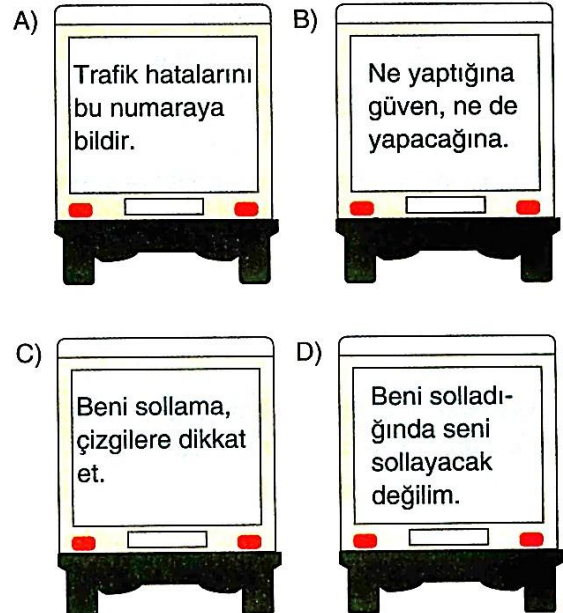 A)
Trafik hatalarını
bu numaraya
bildir.
B)
Ne yaptığına
güven, ne de
yapacağına.
C)
Beni sollama,
çizgilere dikkat
et.
D)
Beni solladı-
ğında seni
sollayacak
değilim.